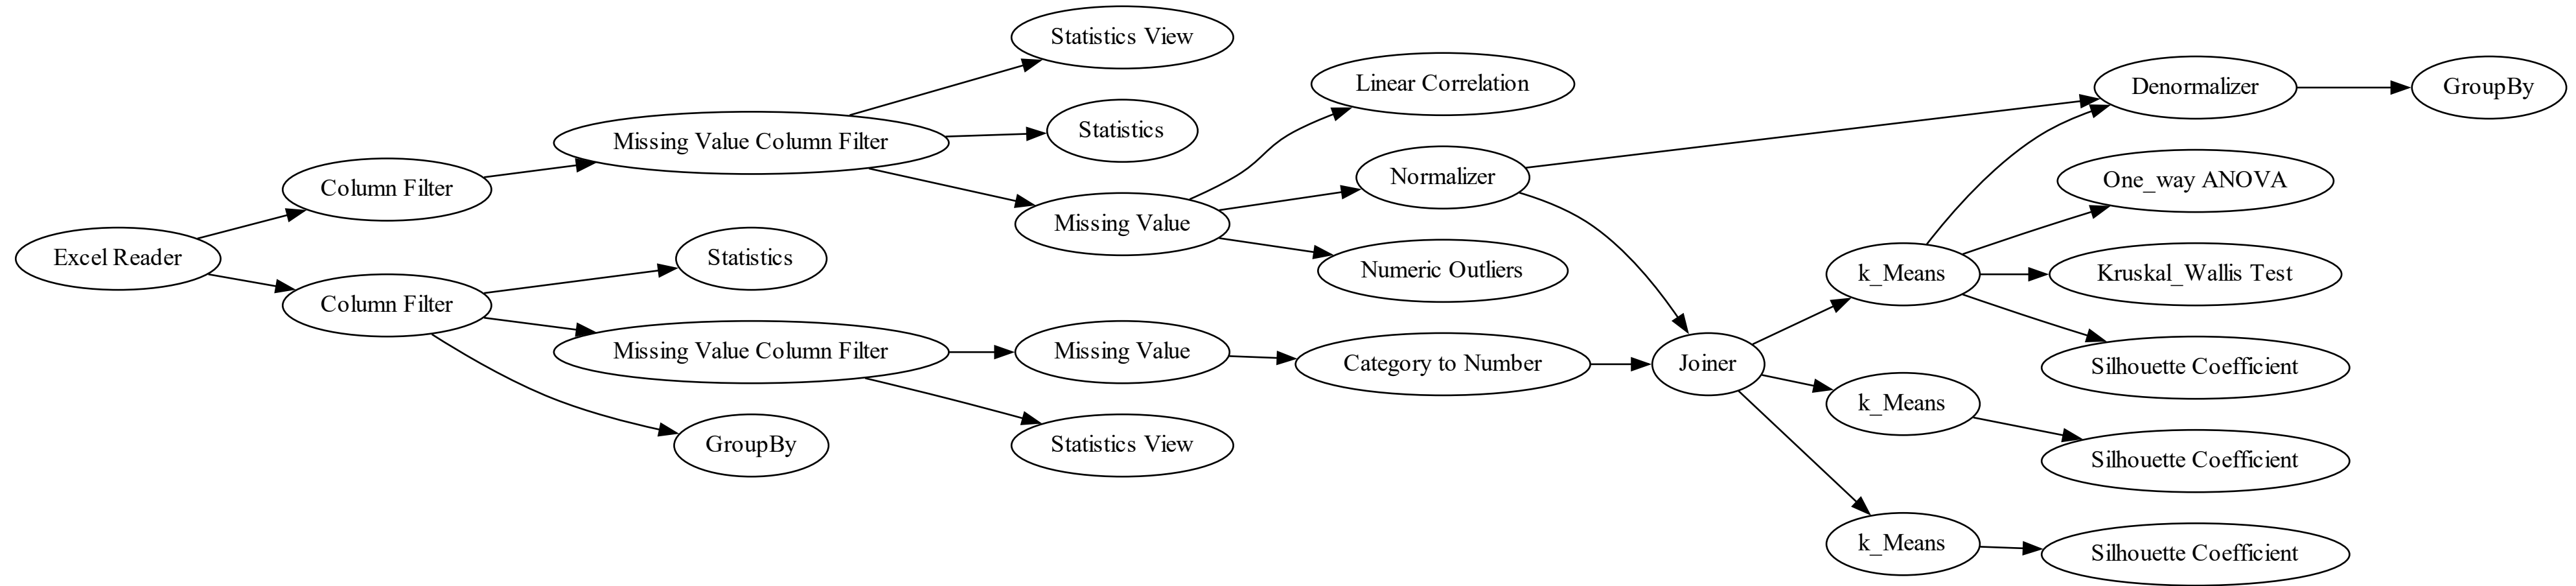 Statistics View
Linear Correlation
Denormalizer
GroupBy
Statistics
Missing Value Column Filter
Column Filter
Normalizer
One_way ANOVA
Missing Value
Excel Reader
Statistics
Numeric Outliers
k_Means
Kruskal_Wallis Test
Column Filter
Missing Value Column Filter
Missing Value
Category to Number
Joiner
Silhouette Coefficient
k_Means
GroupBy
Statistics View
Silhouette Coefficient
k_Means
Silhouette Coefficient